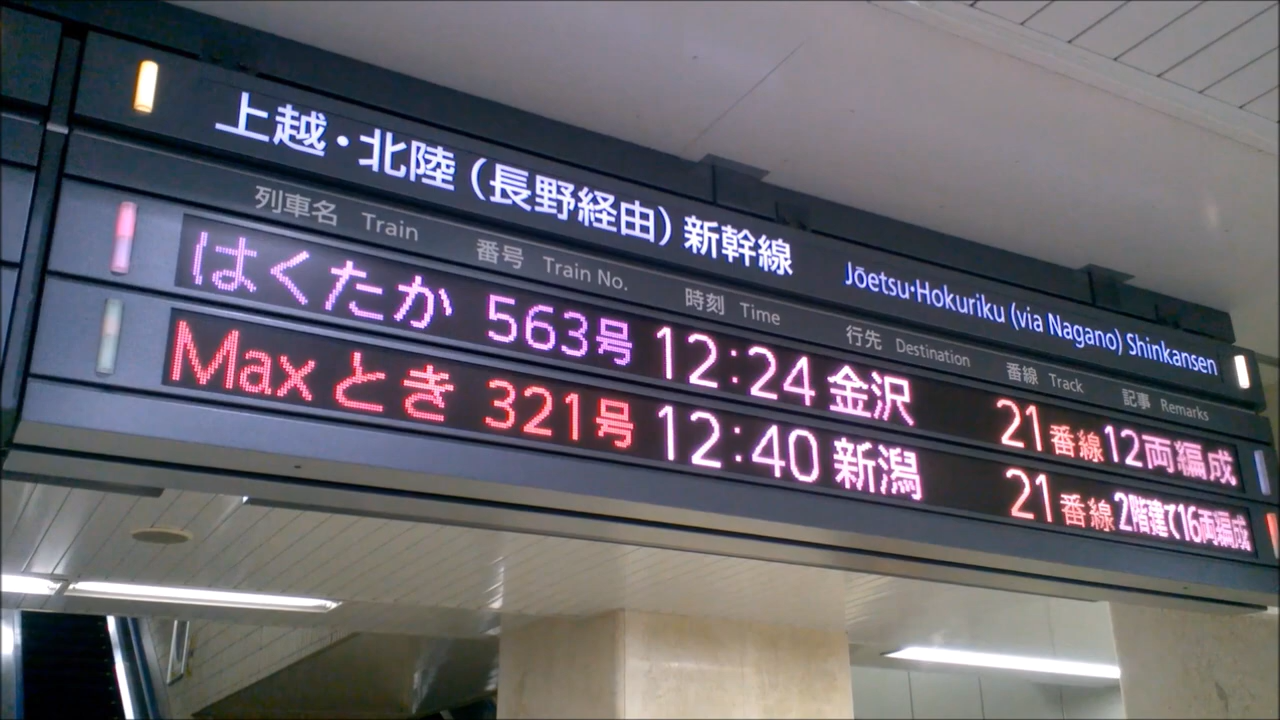 上越・北陸（長野経由）新幹線 Jōetsu·Hokuriku (via Nagano) Shinkansen
列車名 Train 番号 Train No. 時刻 Time 行先 Destination 番線 Track 記事 Remarks
はくたか 563号 12:24 金沢 21番線 12両編成
Maxとき 321号 12:40 新潟 21番線 2階建て16両編成